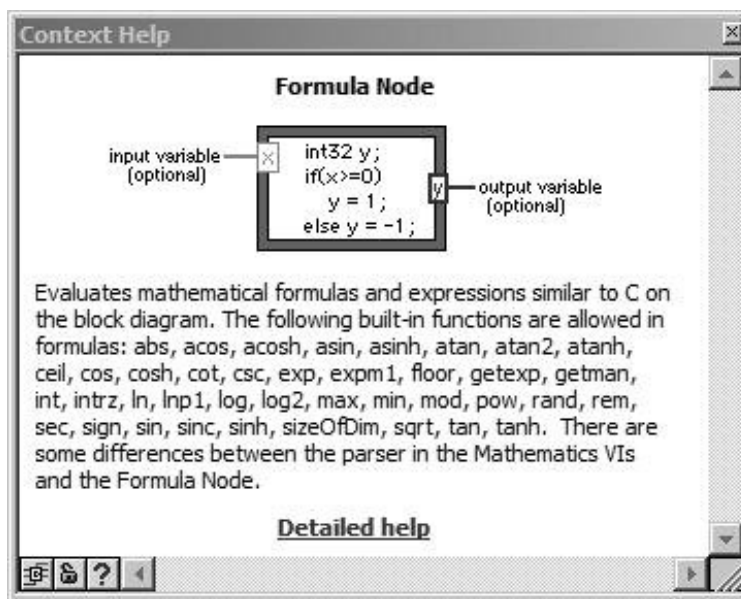 Context Help
Formula Node
input variable
(optional)
x
int32 y;
if(x>=0)
y = 1;
else y = -1;
y
output variable
(optional)
Evaluates mathematical formulas and expressions similar to C on
the block diagram. The following built-in functions are allowed in
formulas: abs, acos, acosh, asin, asinh, atan, atan2, atanh,
ceil, cos, cosh, cot, csc, exp, expm1, floor, getexp, getman,
int, intrz, ln, lnp1, log, log2, max, min, mod, pow, rand, rem,
sec, sign, sin, sinc, sinh, sizeOfDim, sqrt, tan, tanh. There are
some differences between the parser in the Mathematics VIs
and the Formula Node.
Detailed help
?